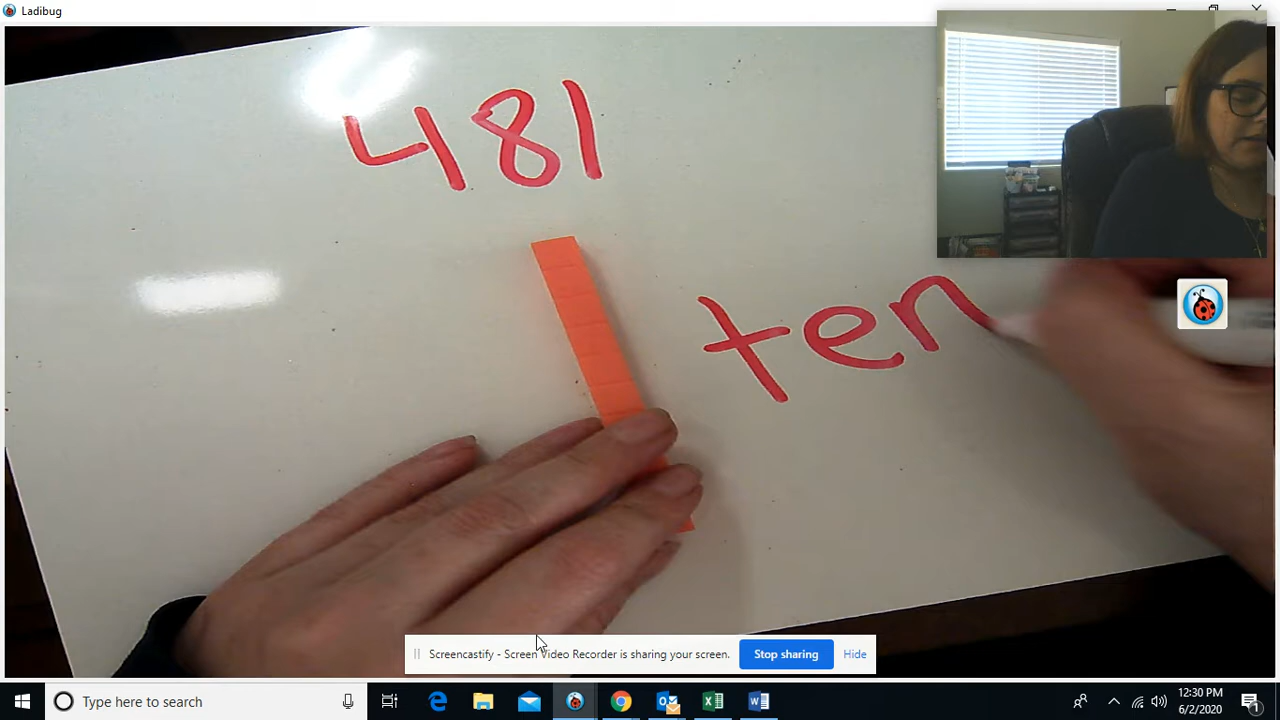 Ladibug
481
ten
Screencastify - Screen Video Recorder is sharing your screen.
Stop sharing
Hide
Type here to search
12:30 PM
6/2/2020